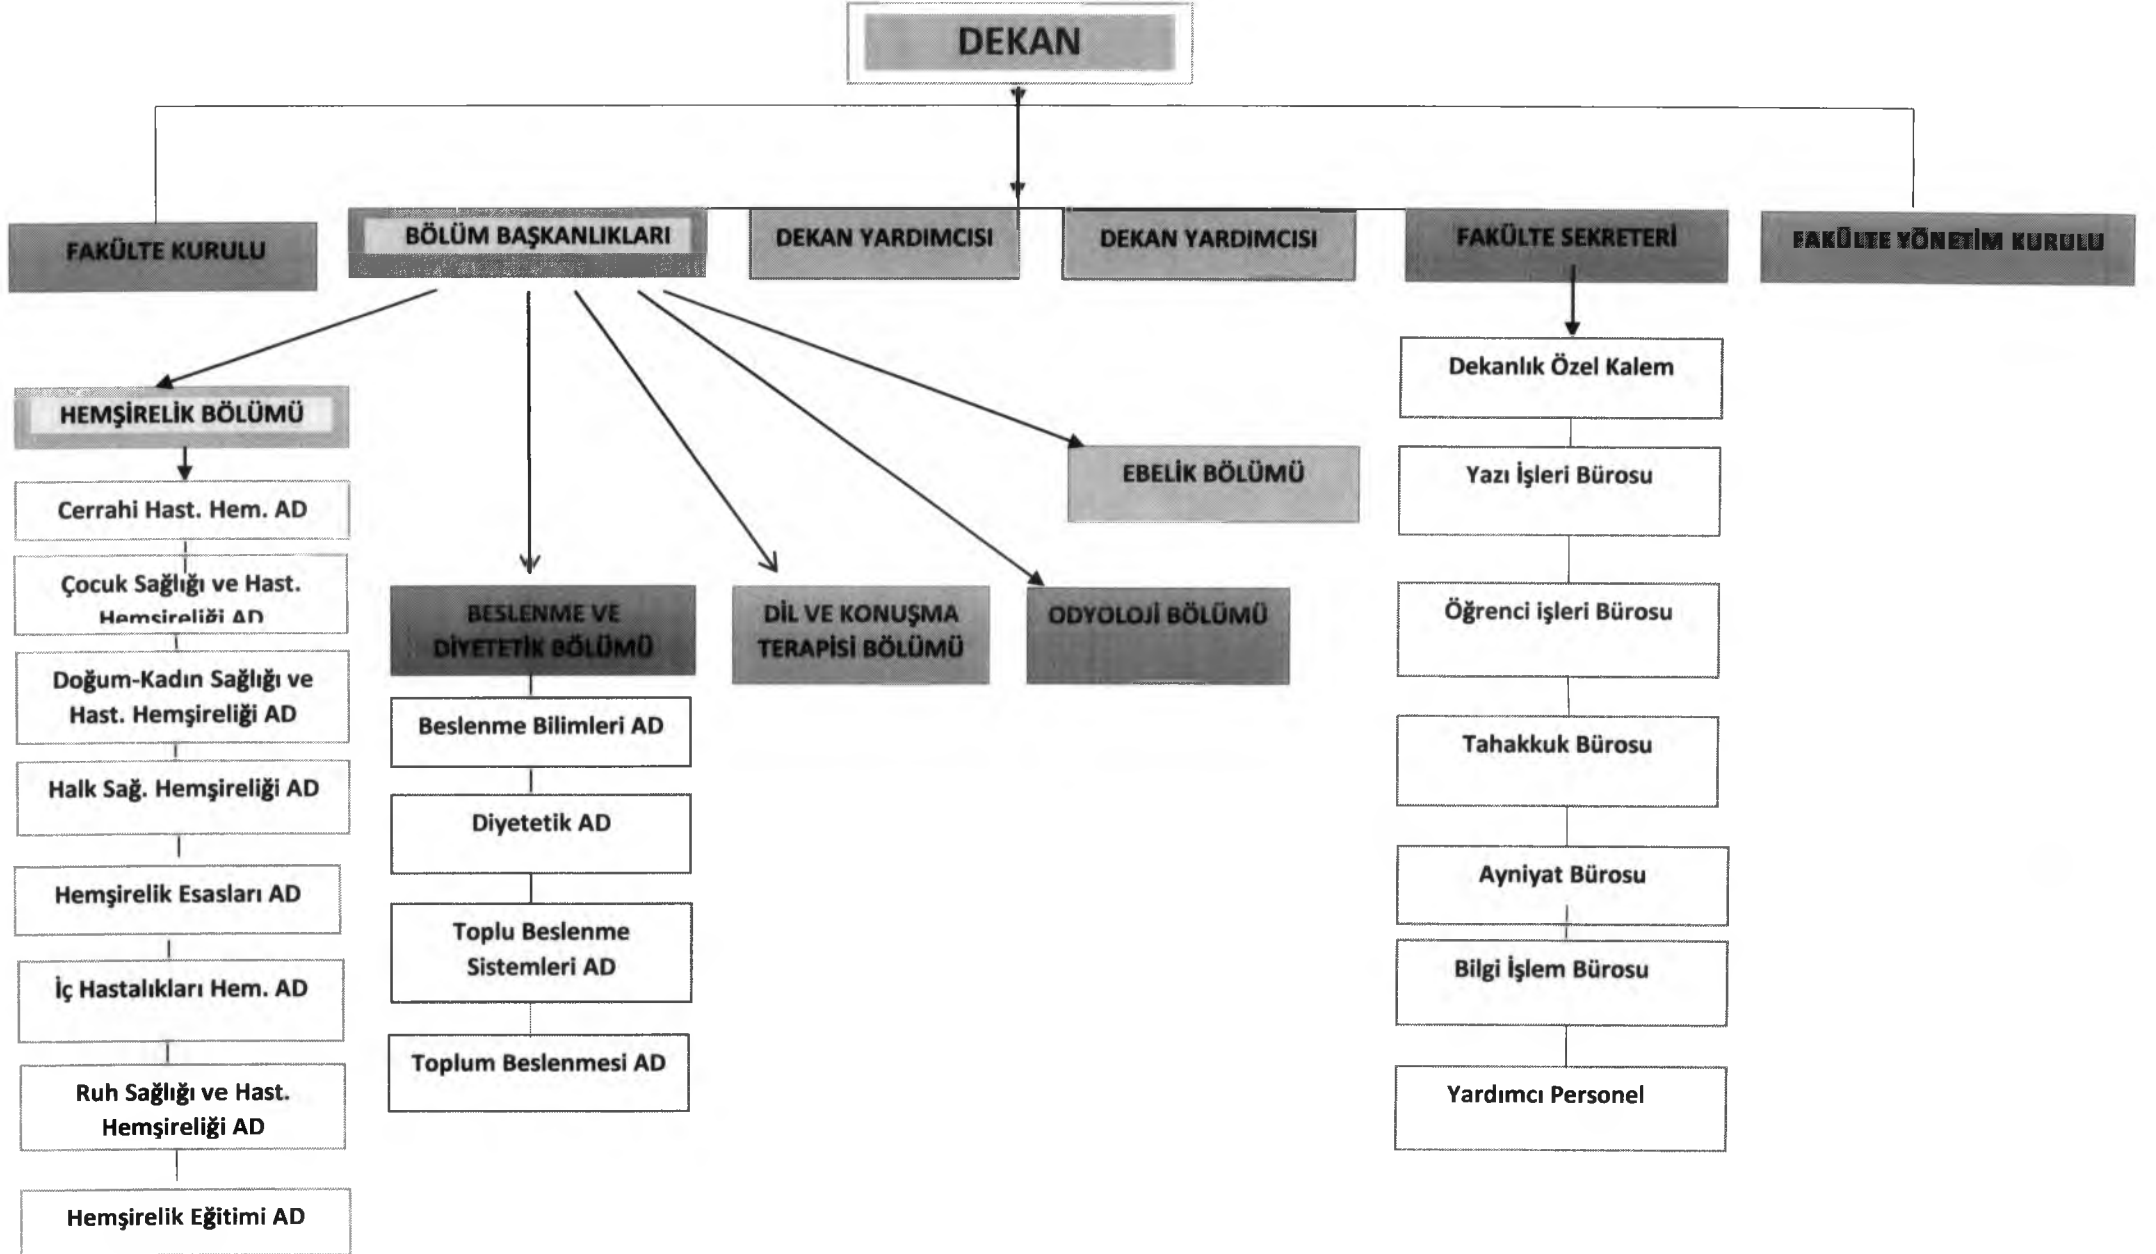 DEKAN
FAKÜLTE KURULU
BÖLÜM BAŞKANLIKLARI
DEKAN YARDIMCISI
DEKAN YARDIMCISI
FAKÜLTE SEKRETERİ
FAKÜLTE YÖNETİM KURULU
HEMŞİRELİK BÖLÜMÜ
Cerrahi Hast. Hem. AD
Çocuk Sağlığı ve Hast.
Hemşireliği AD
Doğum-Kadın Sağlığı ve
Hast. Hemşireliği AD
Halk Sağ. Hemşireliği AD
Hemşirelik Esasları AD
İç Hastalıkları Hem. AD
Ruh Sağlığı ve Hast.
Hemşireliği AD
Hemşirelik Eğitimi AD
BESLENME VE
DİYETETİK BÖLÜMÜ
Beslenme Bilimleri AD
Diyetetik AD
Toplu Beslenme
Sistemleri AD
Toplum Beslenmesi AD
DİL VE KONUŞMA
TERAPİSİ BÖLÜMÜ
ODYOLOJİ BÖLÜMÜ
EBELİK BÖLÜMÜ
Dekanlık Özel Kalem
Yazı İşleri Bürosu
Öğrenci işleri Bürosu
Tahakkuk Bürosu
Ayniyat Bürosu
Bilgi İşlem Bürosu
Yardımcı Personel